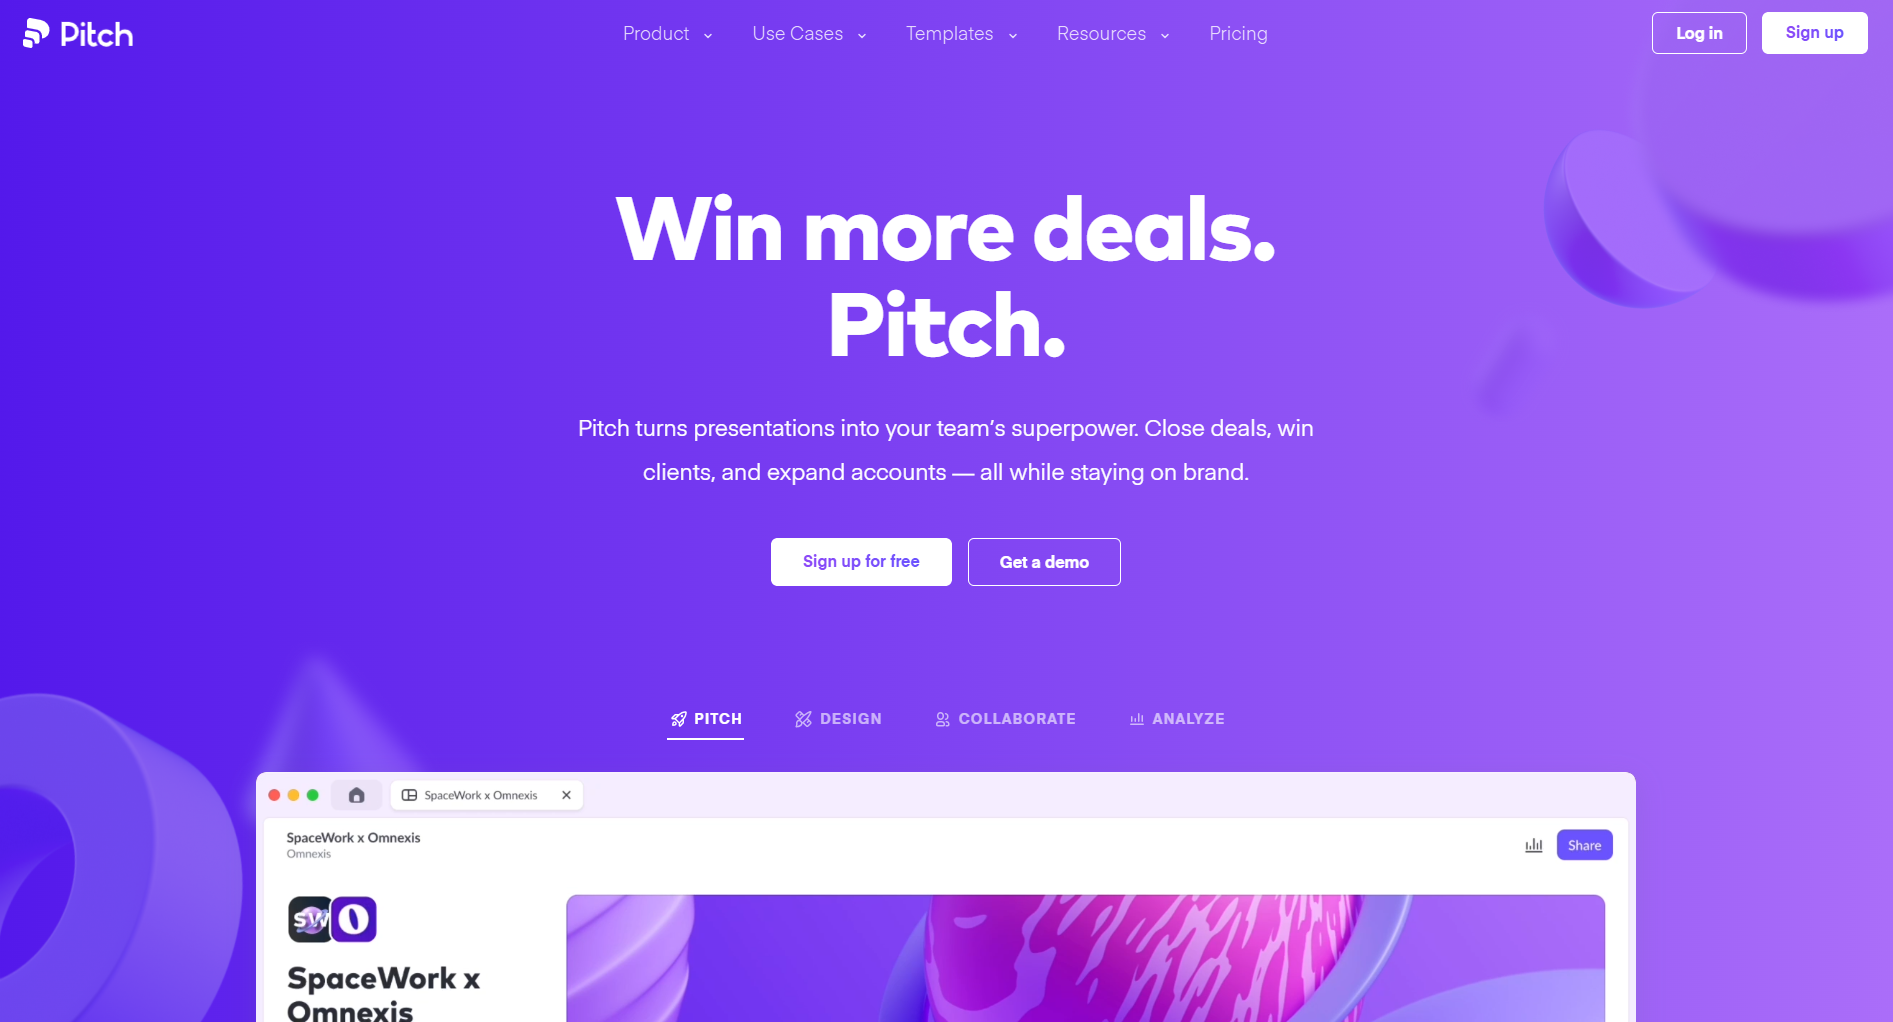 Pitch
Product
Use Cases
Templates
Resources
Pricing
Log in
Sign up
Win more deals.
Pitch.
Pitch turns presentations into your team’s superpower. Close deals, win
clients, and expand accounts — all while staying on brand.
Sign up for free
Get a demo
PITCH
DESIGN
COLLABORATE
ANALYZE
SpaceWork x Omnexis
SpaceWork x Omnexis
Omnexis
Share
SW
O
SpaceWork x
Omnexis